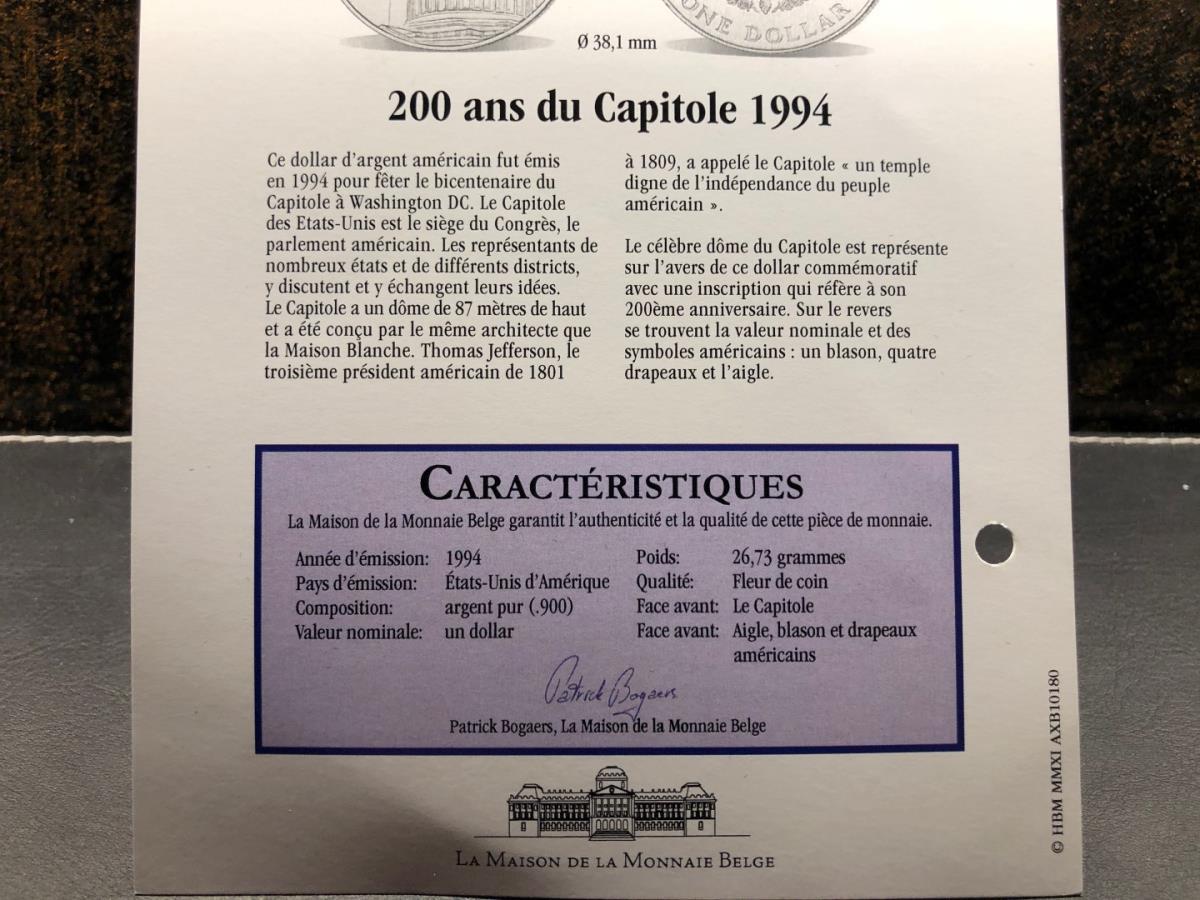 ONE DOLLAR
Ø 38,1 mm
200 ans du Capitole 1994
Ce dollar d'argent américain fut émis
en 1994 pour fêter le bicentenaire du
Capitole à Washington DC. Le Capitole
des Etats-Unis est le siège du Congrès, le
parlement américain. Les représentants de
nombreux états et de différents districts,
y discutent et y échangent leurs idées.
Le Capitole a un dôme de 87 mètres de haut
et a été conçu par le même architecte que
la Maison Blanche. Thomas Jefferson, le
troisième président américain de 1801
à 1809, a appelé le Capitole « un temple
digne de l'indépendance du peuple
américain ».
Le célèbre dôme du Capitole est représente
sur l'avers de ce dollar commémoratif
avec une inscription qui réfère à son
200ème anniversaire. Sur le revers
se trouvent la valeur nominale et des
symboles américains : un blason, quatre
drapeaux et l'aigle.
CARACTÉRISTIQUES
La Maison de la Monnaie Belge garantit l'authenticité et la qualité de cette pièce de monnaie.
Année d'émission: 1994
Pays d'émission: États-Unis d'Amérique
Composition: argent pur (.900)
Valeur nominale: un dollar
Poids: 26,73 grammes
Qualité: Fleur de coin
Face avant: Le Capitole
Face avant: Aigle, blason et drapeaux
américains
Patrick Bogaers
Patrick Bogaers, La Maison de la Monnaie Belge
LA MAISON DE LA MONNAIE BELGE
© HBM MMXI AXB10180